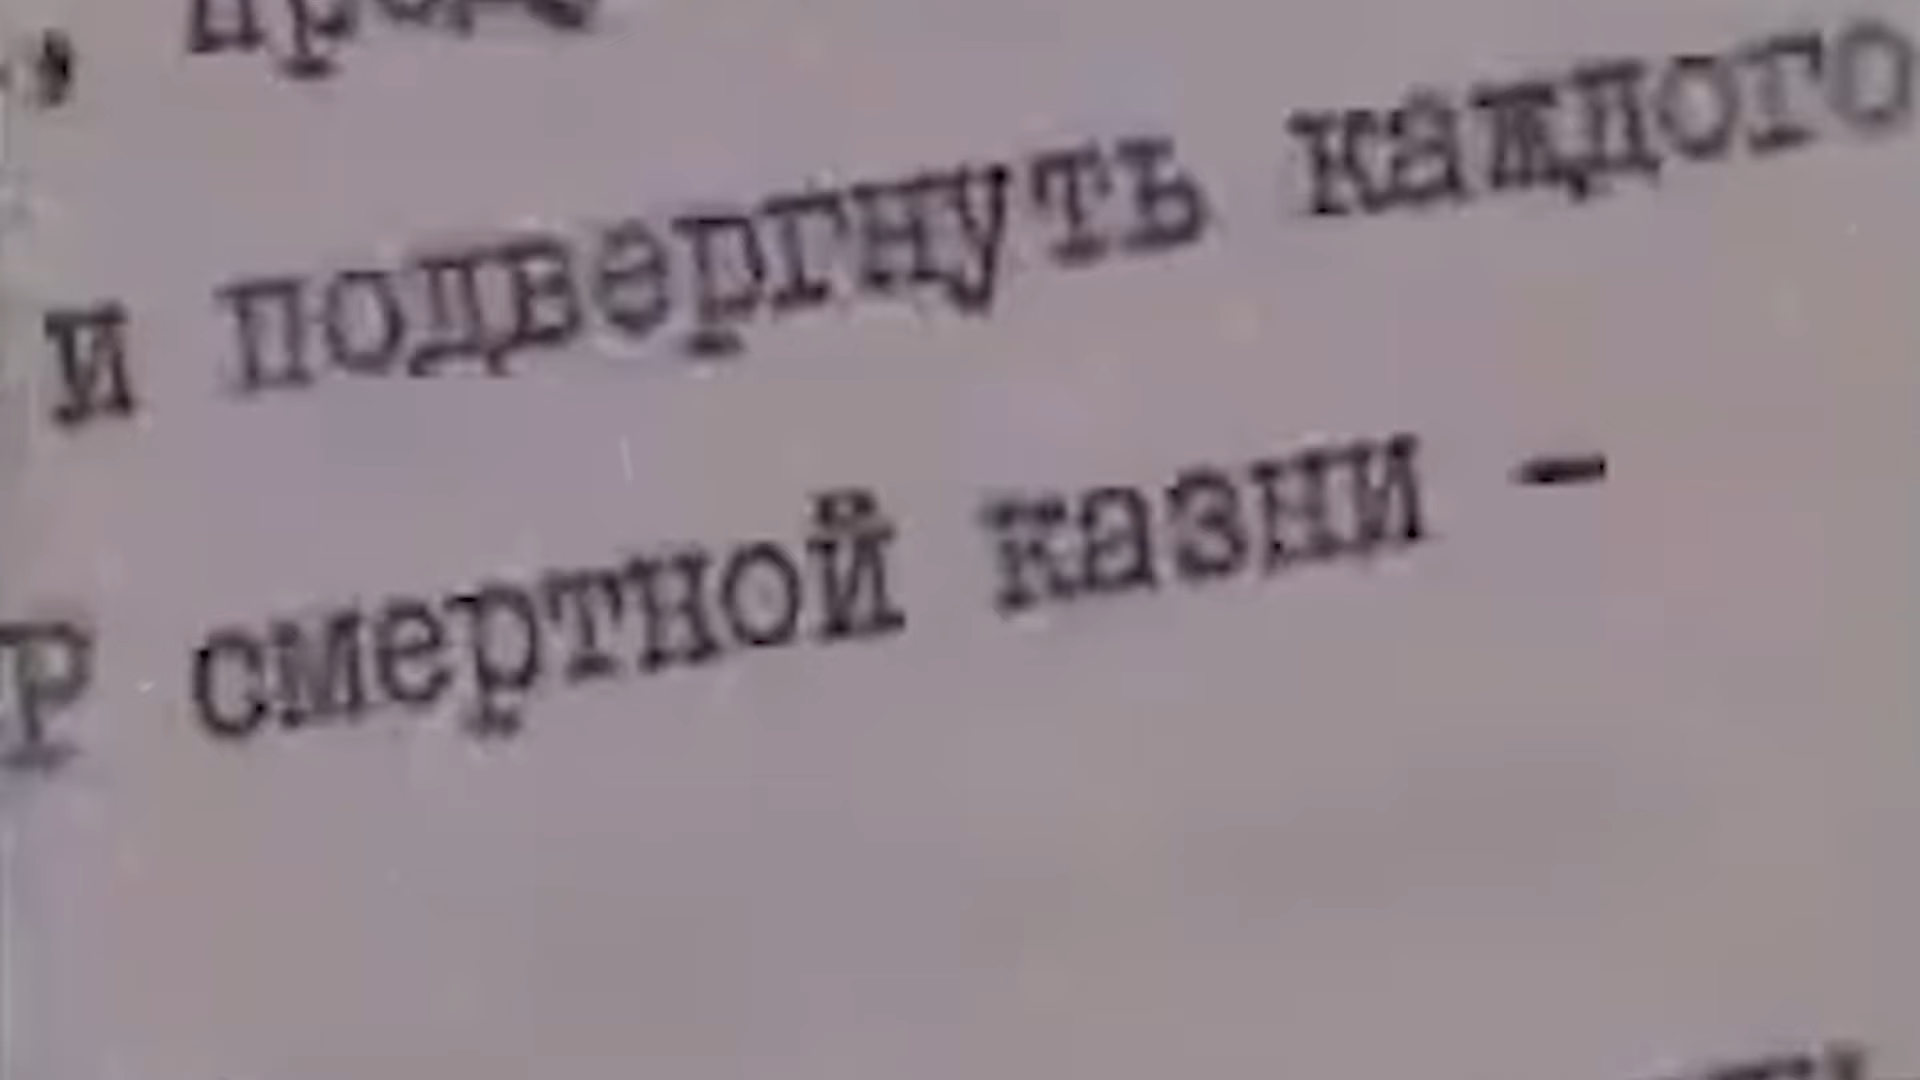 и подвергнуть каждого
Р смертной казни –